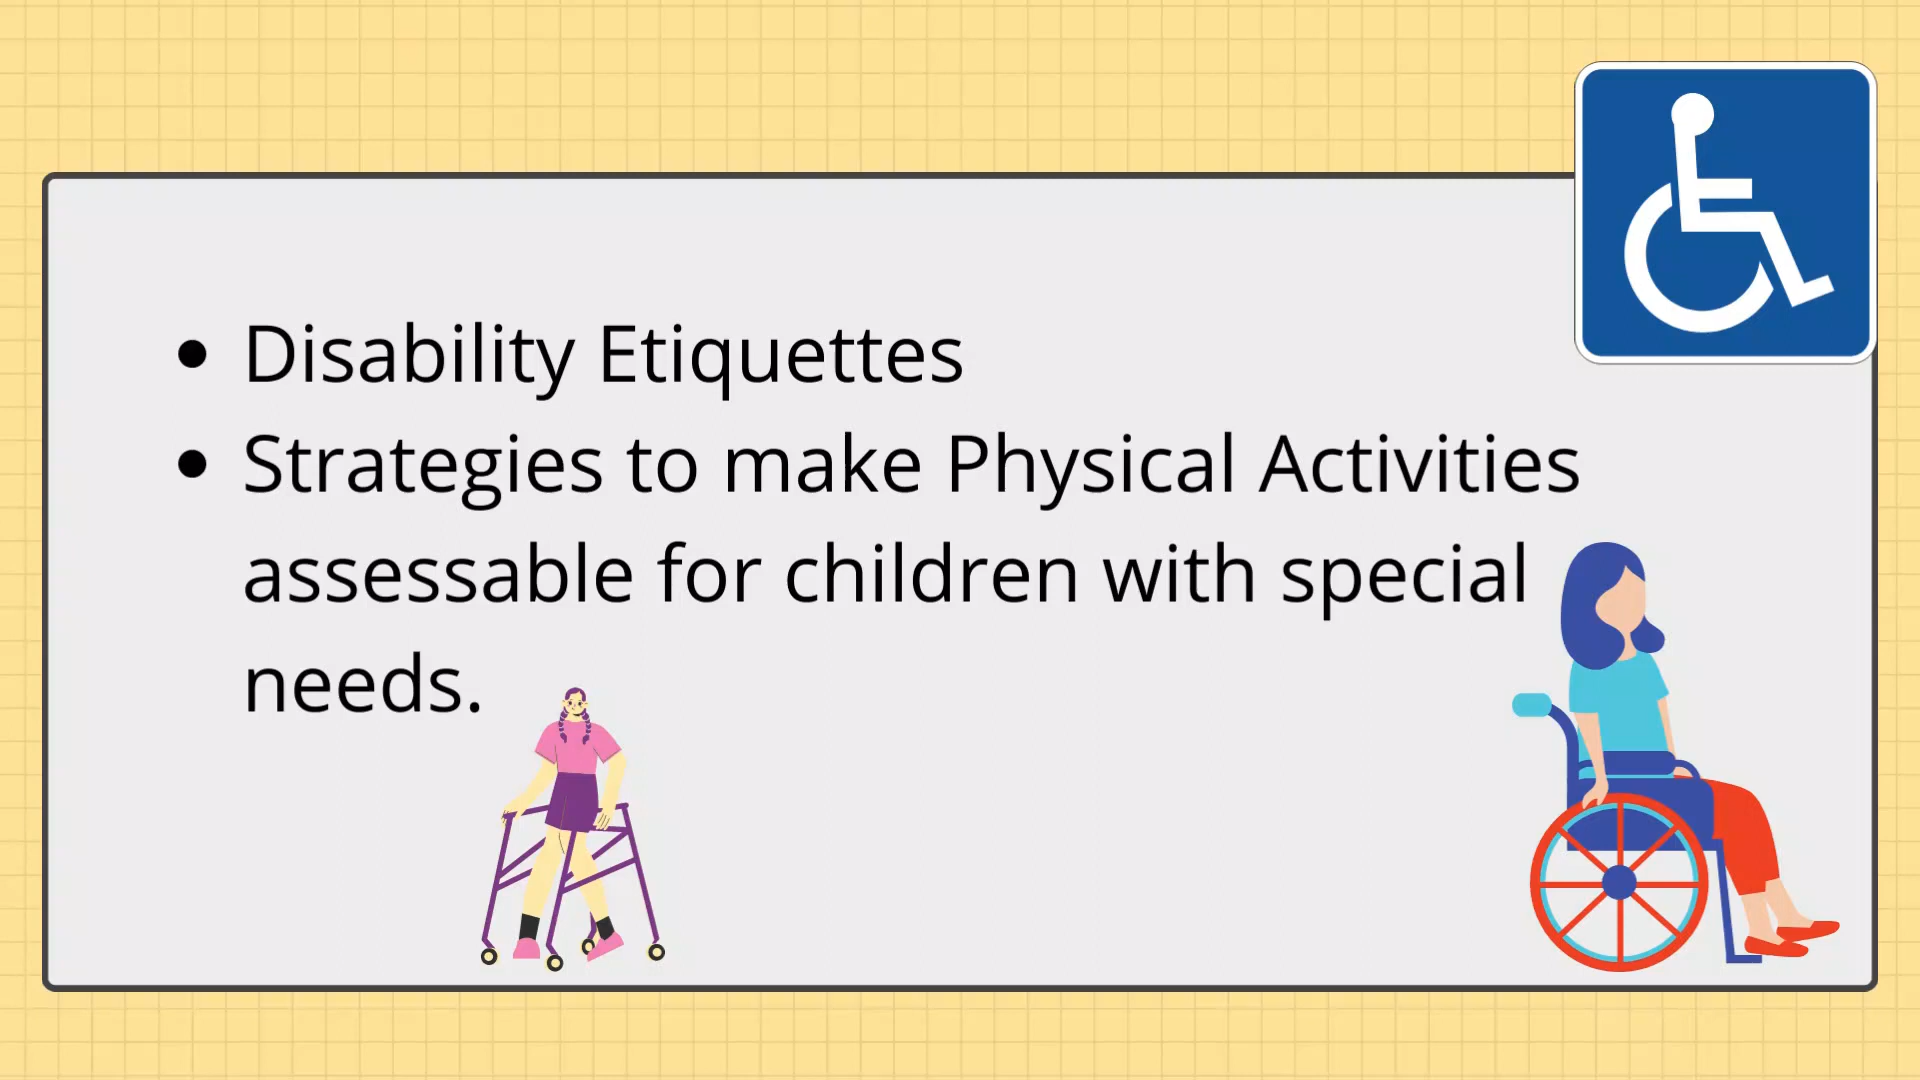 • Disability Etiquettes
• Strategies to make Physical Activities
assessable for children with special
needs.